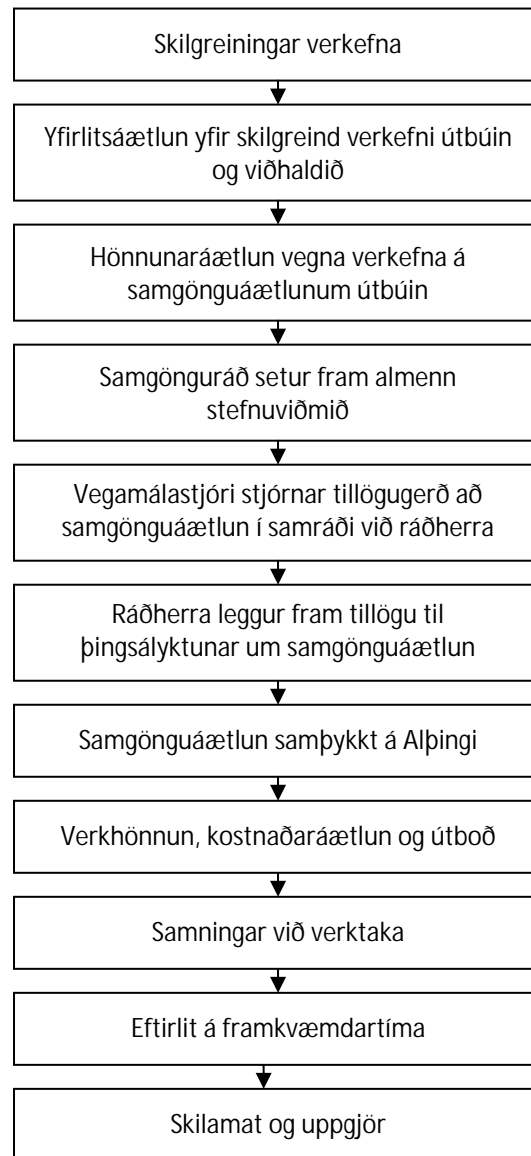 Skilgreiningar verkefna
Yfirlitsáætlun yfir skilgreind verkefni útbúin
og viðhaldið
Hönnunaráætlun vegna verkefna á
samgönguáætlunum útbúin
Samgönguráð setur fram almenn
stefnuviðmið
Vegamálastjóri stjórnar tillögugerð að
samgönguáætlun í samráði við ráðherra
Ráðherra leggur fram tillögu til
þingsályktunar um samgönguáætlun
Samgönguáætlun samþykkt á Alþingi
Verkhönnun, kostnaðaráætlun og útboð
Samningar við verktaka
Eftirlit á framkvæmdartíma
Skilamat og uppgjör